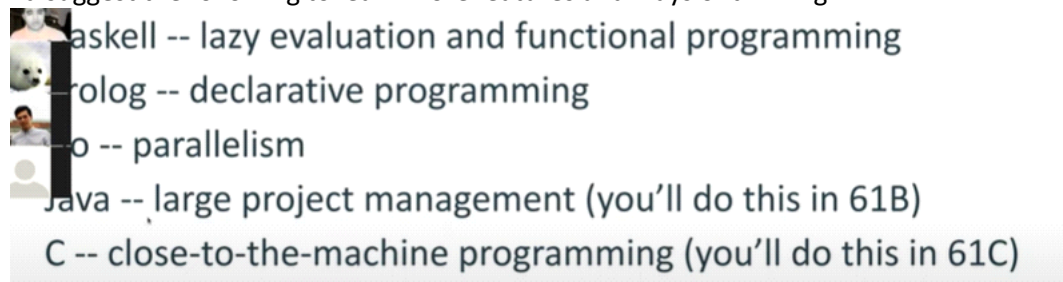 askell -- lazy evaluation and functional programming
rolog -- declarative programming
o -- parallelism
Java -- large project management (you'll do this in 61B)
C -- close-to-the-machine programming (you'll do this in 61C)